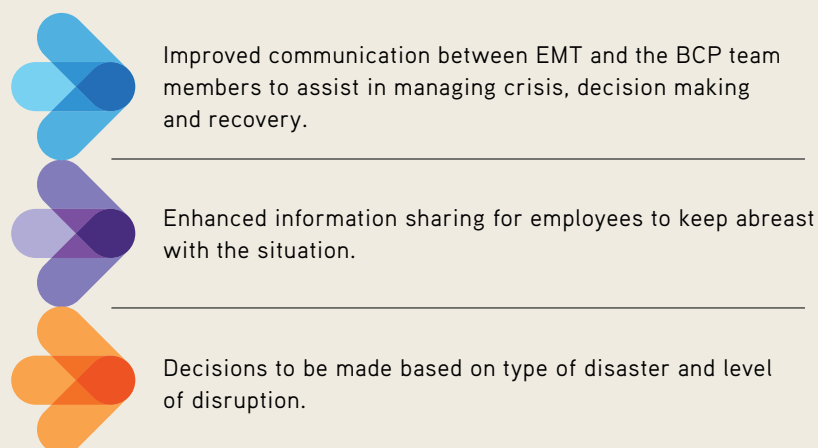 Improved communication between EMT and the BCP team
members to assist in managing crisis, decision making
and recovery.
Enhanced information sharing for employees to keep abreast
with the situation.
Decisions to be made based on type of disaster and level
of disruption.